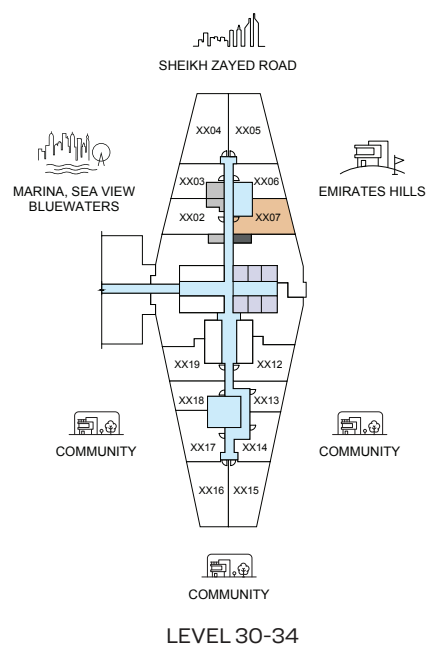 SHEIKH ZAYED ROAD
XX04 XX05
MARINA, SEA VIEW
BLUEWATERS
EMIRATES HILLS
XX03 XX06
XX02 XX07
XX19 XX12
XX18 XX13
XX17 XX14
COMMUNITY
COMMUNITY
XX16 XX15
COMMUNITY
LEVEL 30-34